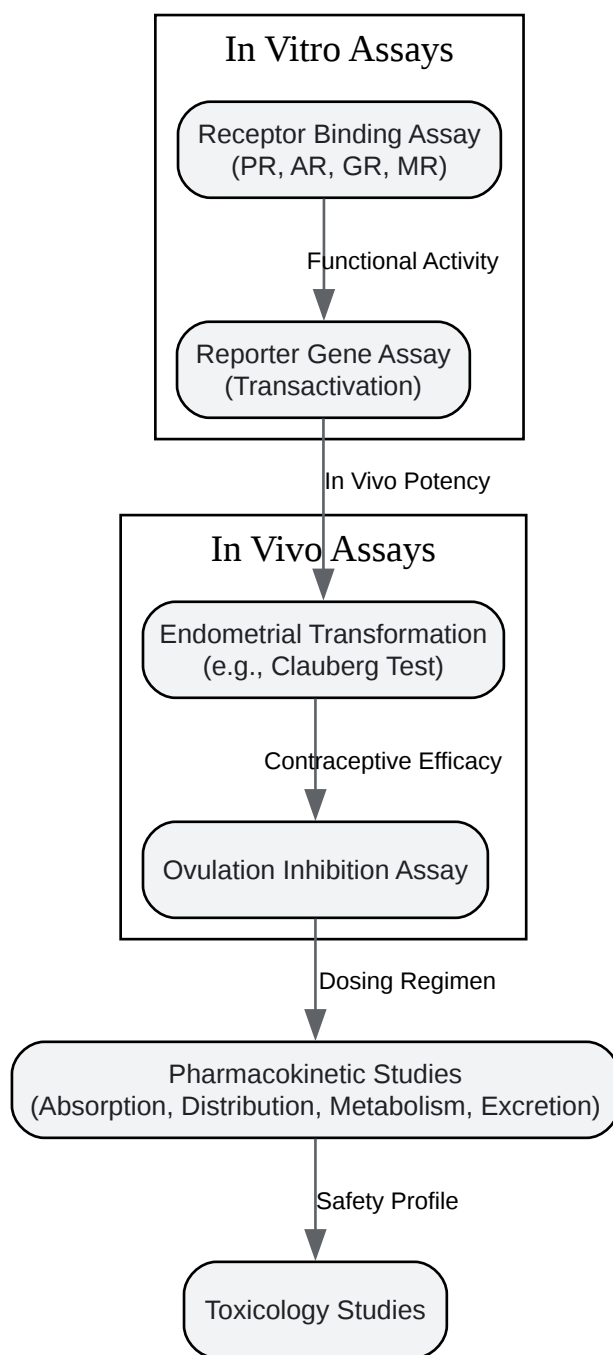 In Vitro Assays
Receptor Binding Assay
(PR, AR, GR, MR)
Functional Activity
Reporter Gene Assay
(Transactivation)
In Vivo Potency
In Vivo Assays
Endometrial Transformation
(e.g., Clauberg Test)
Contraceptive Efficacy
Ovulation Inhibition Assay
Dosing Regimen
Pharmacokinetic Studies
(Absorption, Distribution, Metabolism, Excretion)
Safety Profile
Toxicology Studies